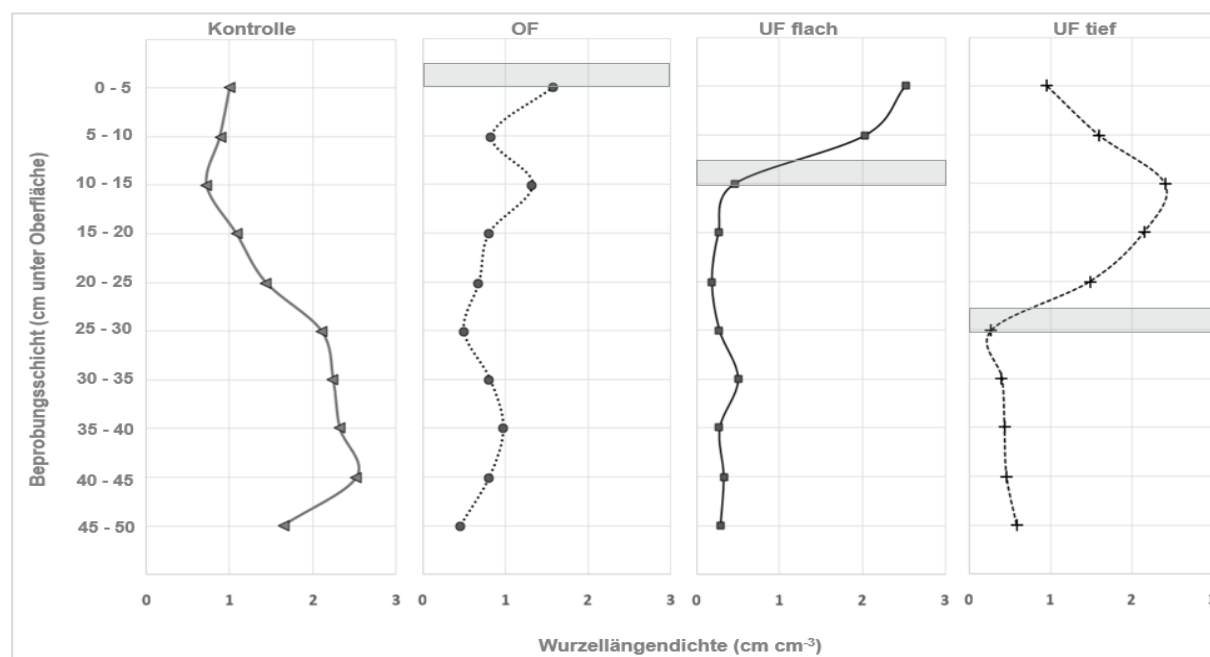 Kontrolle OF UF flach UF tief
Beprobungsschicht (cm unter Oberfläche)
0 - 5
5 - 10
10 - 15
15 - 20
20 - 25
25 - 30
30 - 35
35 - 40
40 - 45
45 - 50
0 1 2 3 0 1 2 3 0 1 2 3 0 1 2 3
Wurzellängendichte (cm cm⁻³)